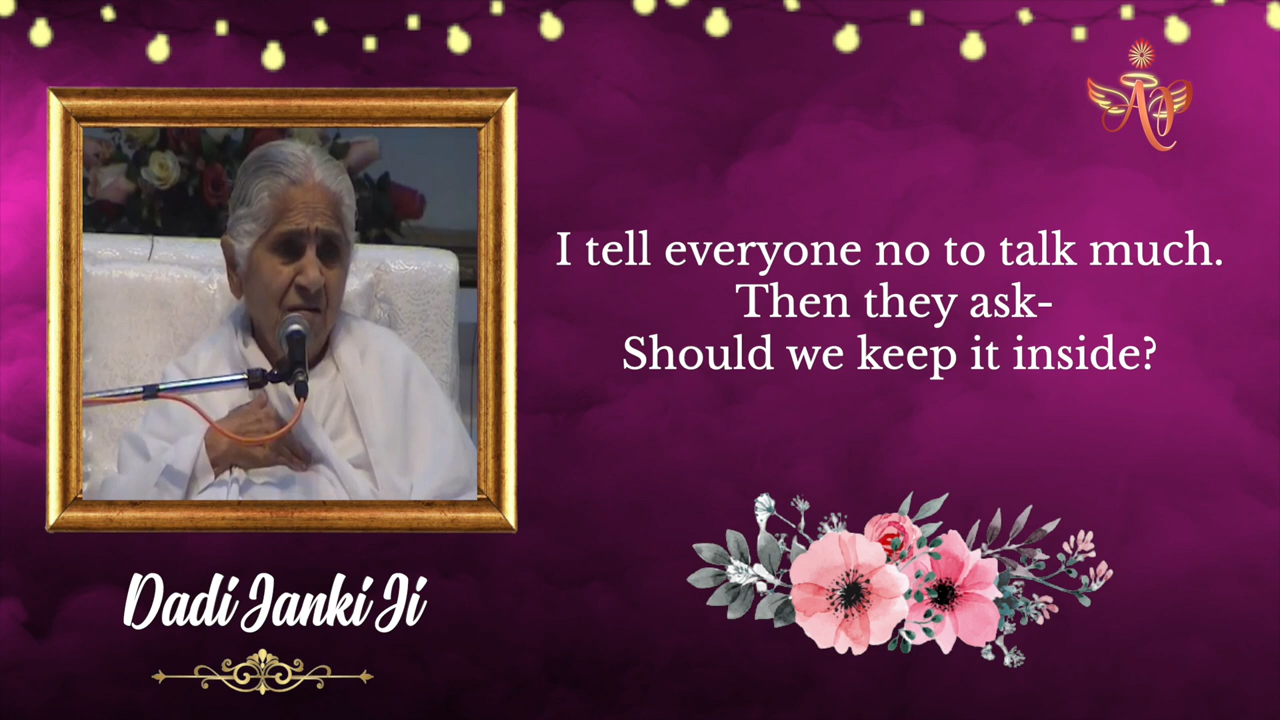 I tell everyone no to talk much.
Then they ask-
Should we keep it inside?
Dadi Janki Ji